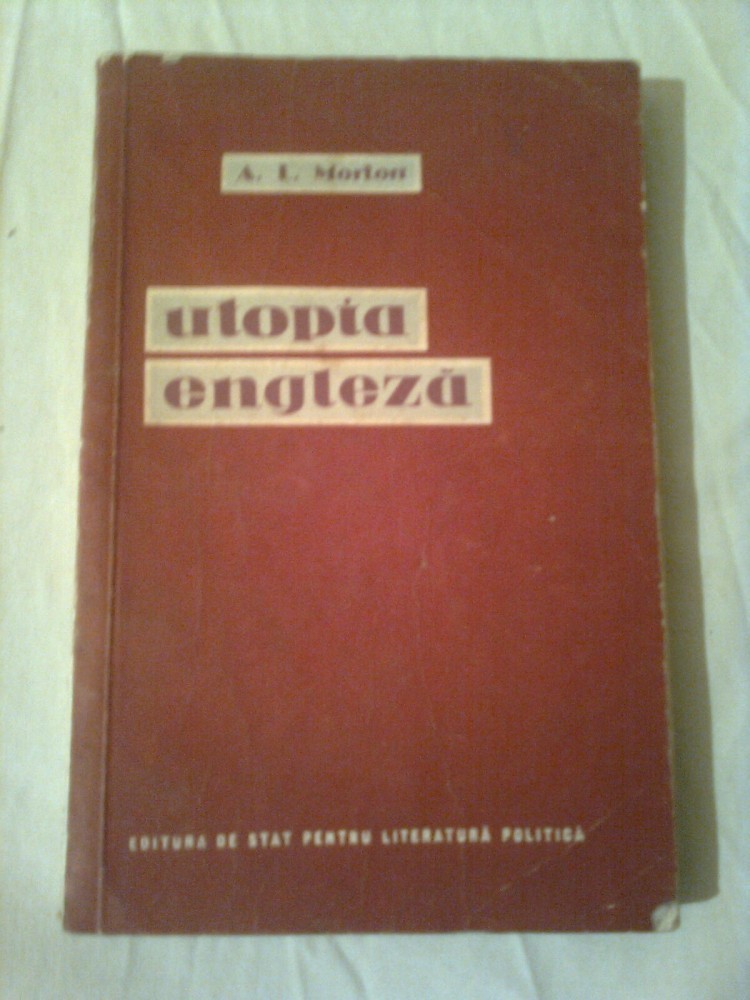 A. L. Morton
utopia
engleză
EDITURA DE STAT PENTRU LITERATURĂ POLITICĂ